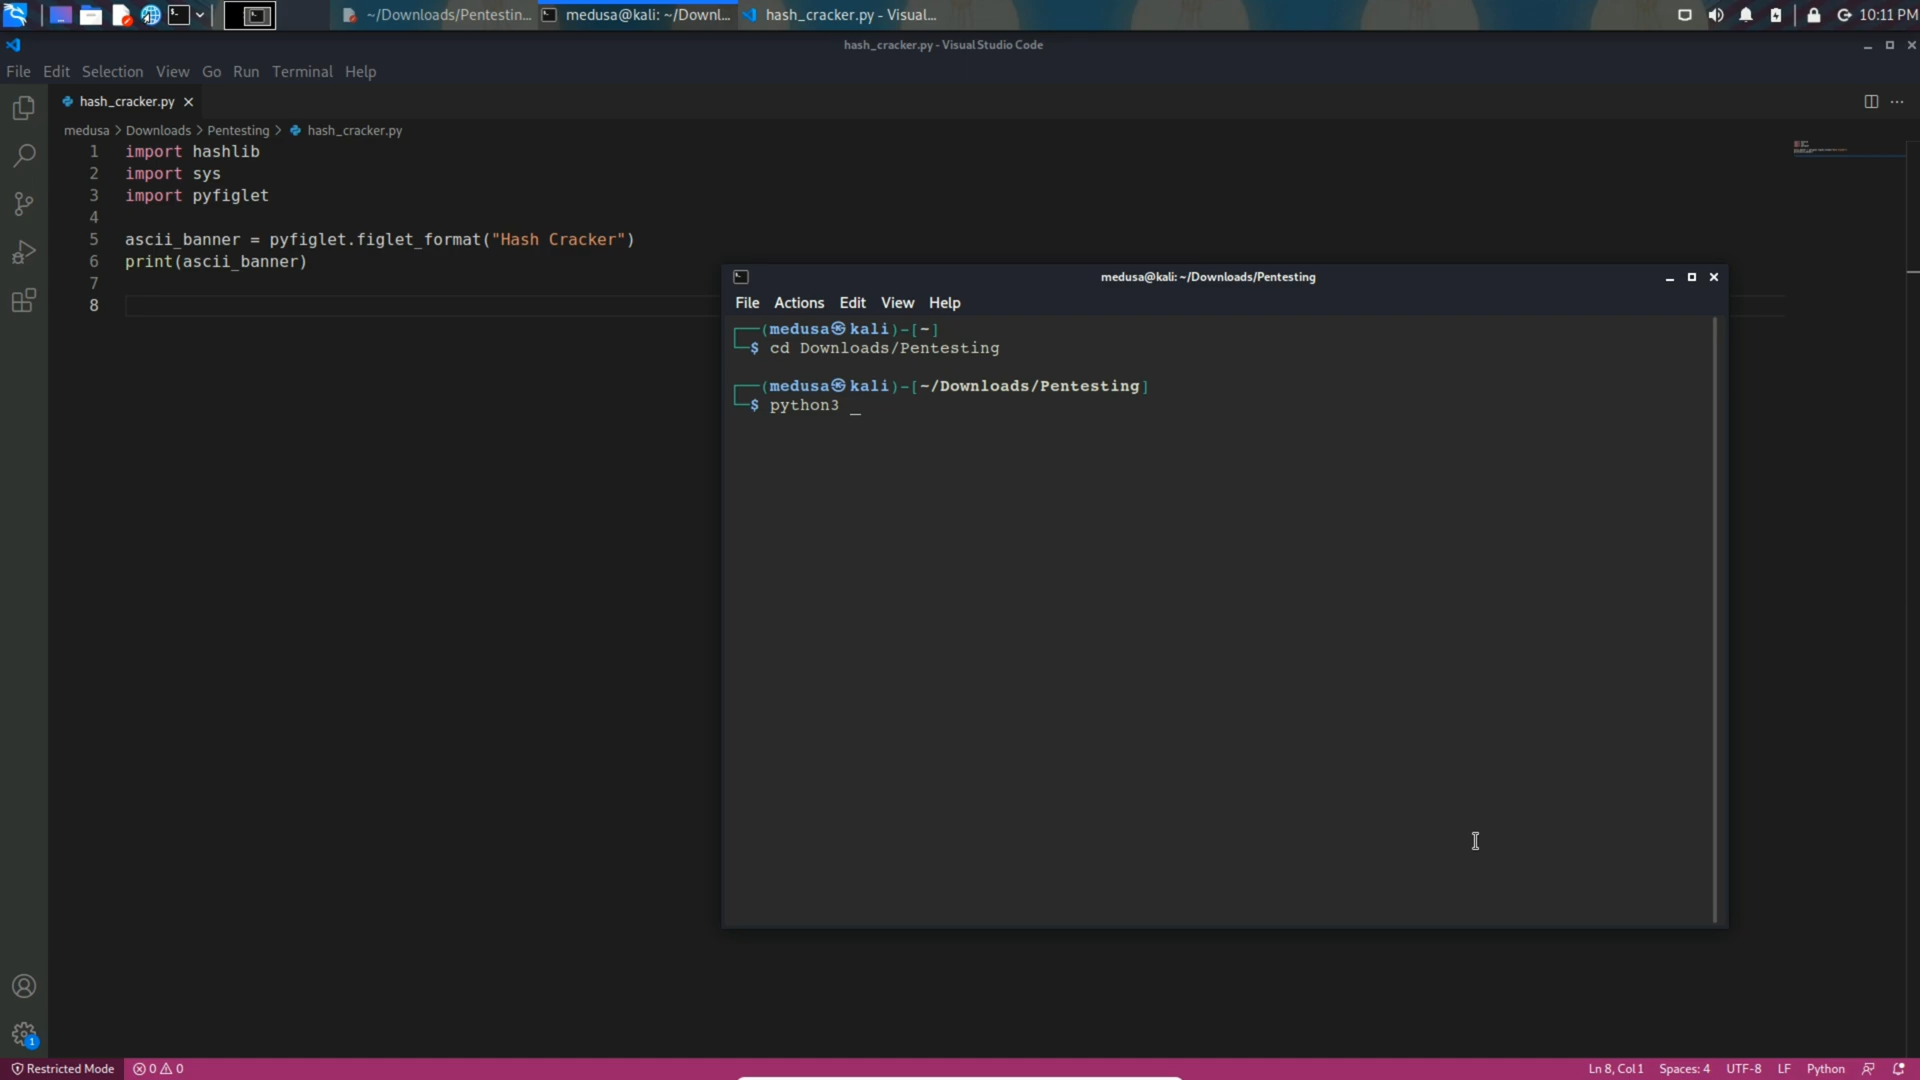 ~/Downloads/Pentestin...
medusa@kali: ~/Downl...
hash_cracker.py - Visual...
10:11 PM
hash_cracker.py - Visual Studio Code
File Edit Selection View Go Run Terminal Help
hash_cracker.py
medusa > Downloads > Pentesting > hash_cracker.py
1 import hashlib
2 import sys
3 import pyfiglet
4
5 ascii_banner = pyfiglet.figlet_format("Hash Cracker")
6 print(ascii_banner)
7
8
medusa@kali: ~/Downloads/Pentesting
File Actions Edit View Help
┌──(medusa㉿kali)-[~]
└─$ cd Downloads/Pentesting
┌──(medusa㉿kali)-[~/Downloads/Pentesting]
└─$ python3 _
1
Restricted Mode 0 0 Ln 8, Col 1 Spaces: 4 UTF-8 LF Python